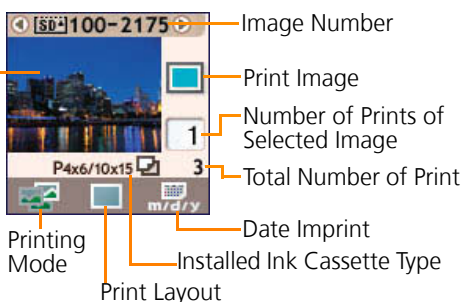 SD 100-2175
Image Number
Print Image
1
Number of Prints of
Selected Image
P4x6/10x15
3
Total Number of Print
m/d/y
Date Imprint
Printing
Mode
Installed Ink Cassette Type
Print Layout